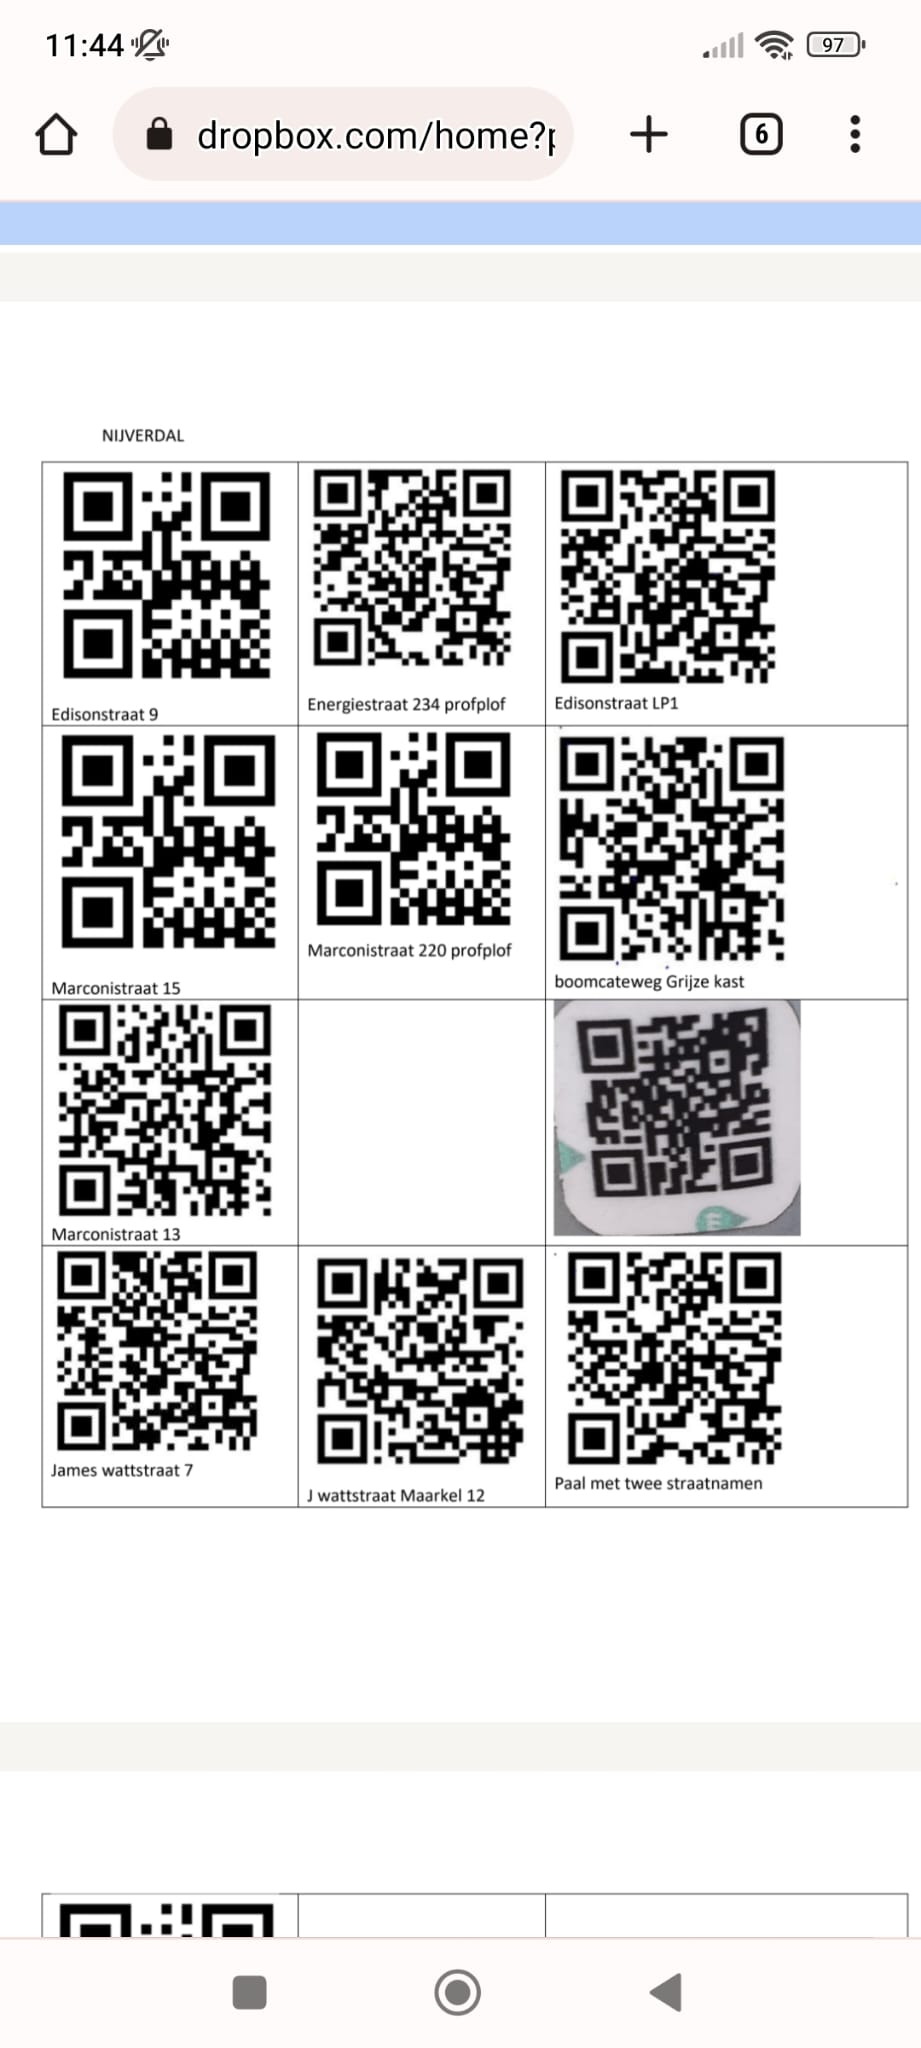 11:44
97
dropbox.com/home?p
6
NIJVERDAL
Edisonstraat 9
Energiestraat 234 profplof
Edisonstraat LP1
Marconistraat 15
Marconistraat 220 profplof
boomcateweg Grijze kast
Marconistraat 13
James wattstraat 7
J wattstraat Maarkel 12
Paal met twee straatnamen